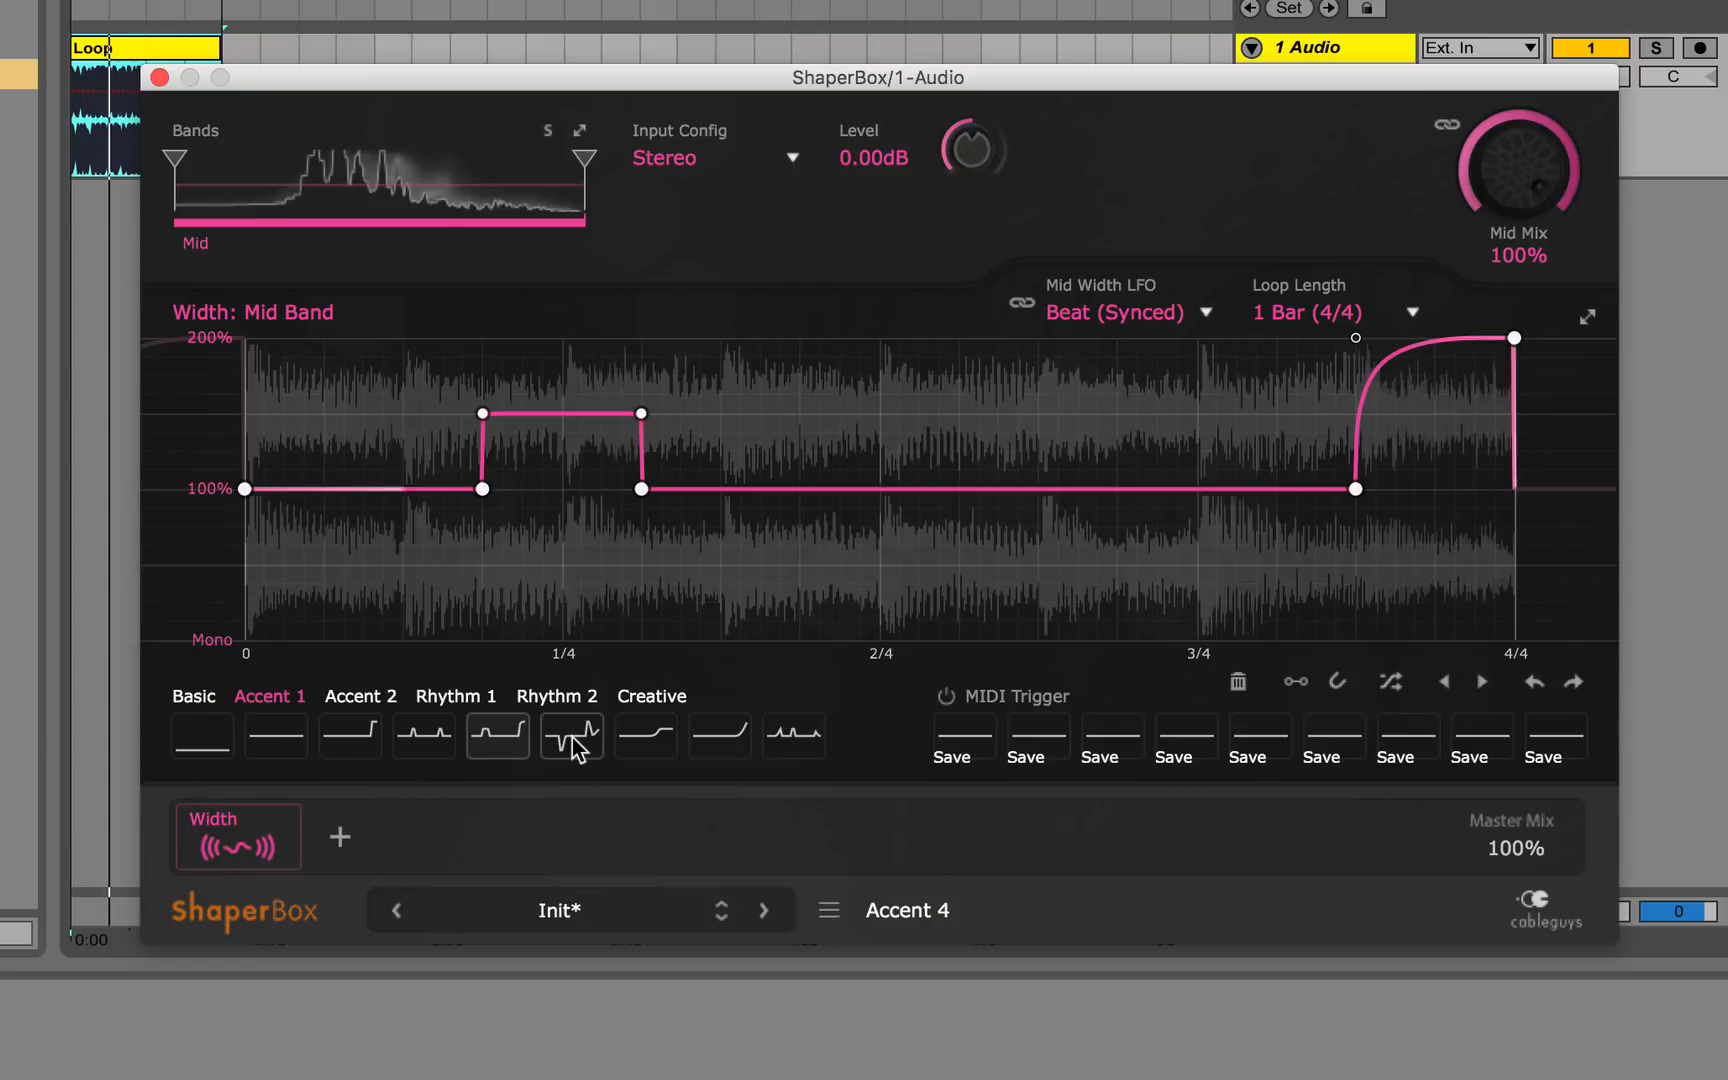 Set
Loop
1 Audio
Ext. In
1
S
C
ShaperBox/1-Audio
Bands
S
Input Config
Stereo
Level
0.00dB
Mid
Mid Mix
100%
Width: Mid Band
Mid Width LFO
Beat (Synced)
Loop Length
1 Bar (4/4)
200%
100%
Mono
0
1/4
2/4
3/4
4/4
Basic
Accent 1
Accent 2
Rhythm 1
Rhythm 2
Creative
MIDI Trigger
Save
Save
Save
Save
Save
Save
Save
Save
Save
Width
+
Master Mix
100%
ShaperBox
Init*
Accent 4
cableguys
0
0:00